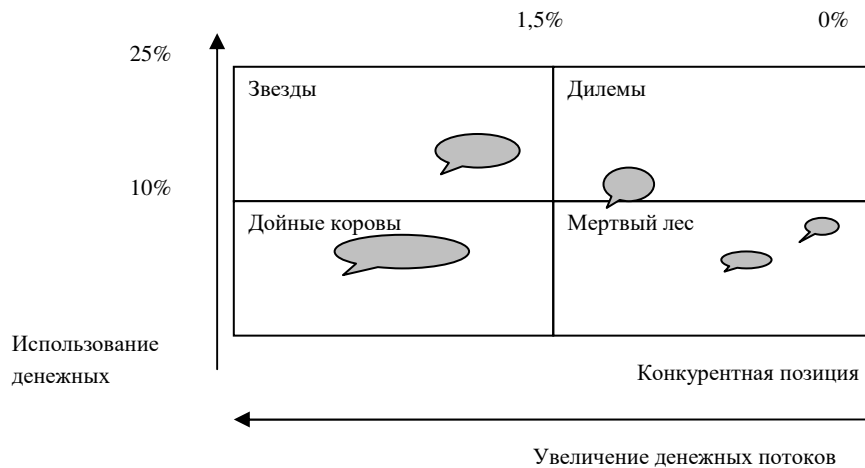 1,5% 0%
25%
Звезды Дилемы
10%
Дойные коровы Мертвый лес
Использование
денежных
Конкурентная позиция
Увеличение денежных потоков